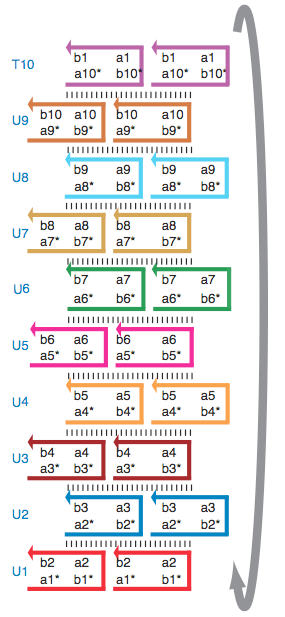 T10 b1 a1 b1 a1
a10* b10* a10* b10*
U9 b10 a10 b10 a10
a9* b9* a9* b9*
U8 b9 a9 b9 a9
a8* b8* a8* b8*
U7 b8 a8 b8 a8
a7* b7* a7* b7*
U6 b7 a7 b7 a7
a6* b6* a6* b6*
U5 b6 a6 b6 a6
a5* b5* a5* b5*
U4 b5 a5 b5 a5
a4* b4* a4* b4*
U3 b4 a4 b4 a4
a3* b3* a3* b3*
U2 b3 a3 b3 a3
a2* b2* a2* b2*
U1 b2 a2 b2 a2
a1* b1* a1* b1*